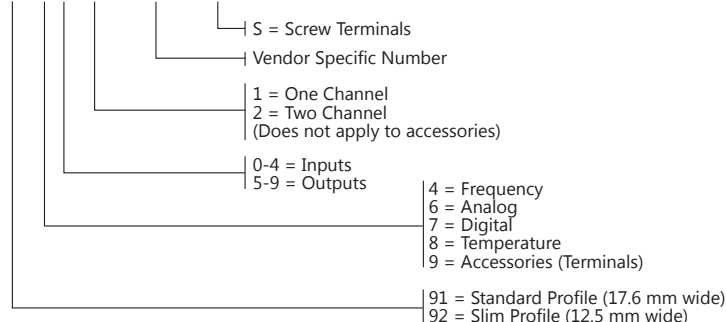 S = Screw Terminals
Vendor Specific Number
1 = One Channel
2 = Two Channel
(Does not apply to accessories)
0-4 = Inputs
5-9 = Outputs
4 = Frequency
6 = Analog
7 = Digital
8 = Temperature
9 = Accessories (Terminals)
91 = Standard Profile (17.6 mm wide)
92 = Slim Profile (12.5 mm wide)